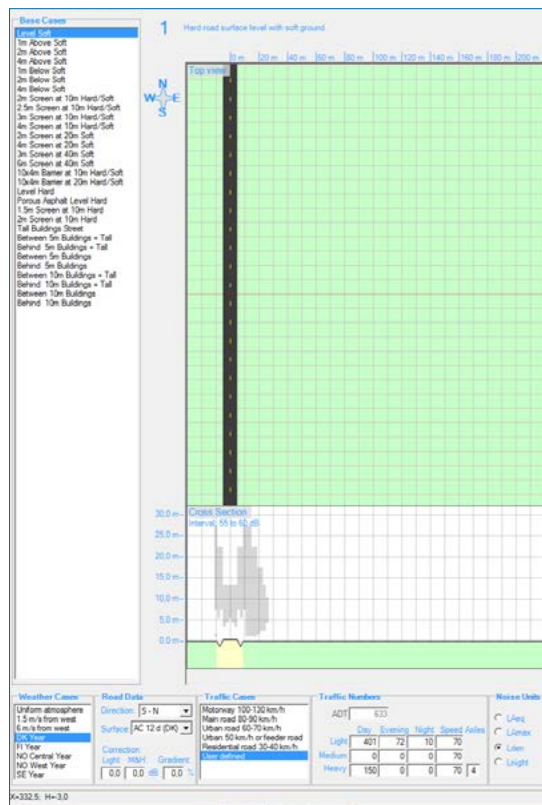 Base Cases
Level Soft
1m Above Soft
2m Above Soft
4m Above Soft
1m Below Soft
2m Below Soft
4m Below Soft
2m Screen at 10m Hard/Soft
2.5m Screen at 10m Hard/Soft
3m Screen at 10m Hard/Soft
4m Screen at 10m Hard/Soft
2m Screen at 20m Soft
4m Screen at 20m Soft
3m Screen at 40m Soft
6m Screen at 40m Soft
10x4m Barrier at 10m Hard/Soft
10x4m Barrier at 20m Hard/Soft
Level Hard
Porous Asphalt Level Hard
1.5m Screen at 10m Hard
2m Screen at 10m Hard
Tall Buildings Street
Between 5m Buildings + Tall
Behind 5m Buildings + Tall
Between 5m Buildings
Behind 5m Buildings
Between 10m Buildings + Tall
Behind 10m Buildings + Tall
Between 10m Buildings
Behind 10m Buildings
1 Hard road surface level with soft ground.
0 m 20 m 40 m 60 m 80 m 100 m 120 m 140 m 160 m 180 m 200 m
Top view
N
W E
S
Cross Section
Interval, 55 to 60 dB
30,0 m
25,0 m
20,0 m
15,0 m
10,0 m
5,0 m
0,0 m
Weather Cases
Uniform atmosphere
1.5 m/s from west
6 m/s from west
DK Year
FI Year
NO Central Year
NO West Year
SE Year
Road Data
Direction: S - N
Surface: AC 12 d (DK)
Correction
Light M&H Gradient
0,0 0,0 dB 0,0 %
Traffic Cases
Motorway 100-130 km/h
Main road 80-90 km/h
Urban road 60-70 km/h
Urban 50 km/h or feeder road
Residential road 30-40 km/h
User defined
Traffic Numbers
ADT 633
Day Evening Night Speed Axles
Light 401 72 10 70
Medium 0 0 0 70
Heavy 150 0 0 70 4
Noise Units
LAeq
LAmax
Lden
Lnight
X=332,5; H=-3,0